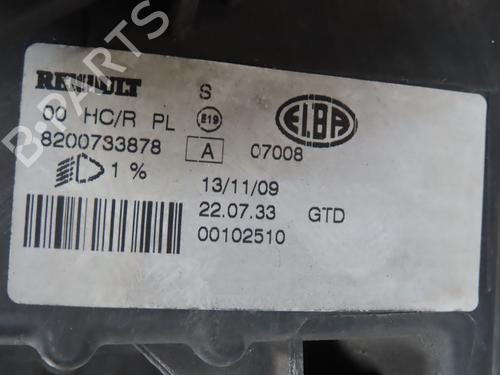 RENAULT S
00 HC/R PL E19 ELBA
8200733878 A 07008
1 %
13/11/09
22.07.33 GTD
00102510
B-PARTS